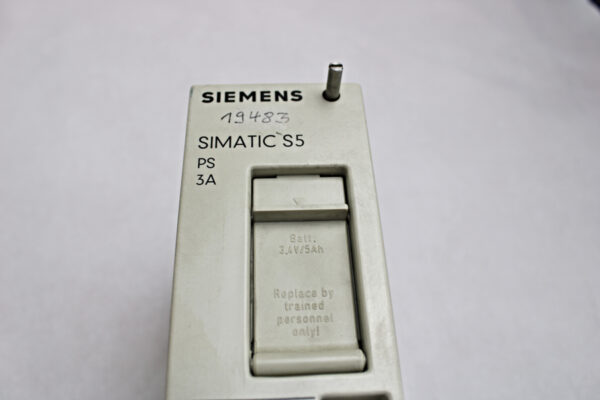 SIEMENS
19483
SIMATIC S5
PS
3A
Batt.
3,4V/5Ah
Replace by
trained
personnel
only!